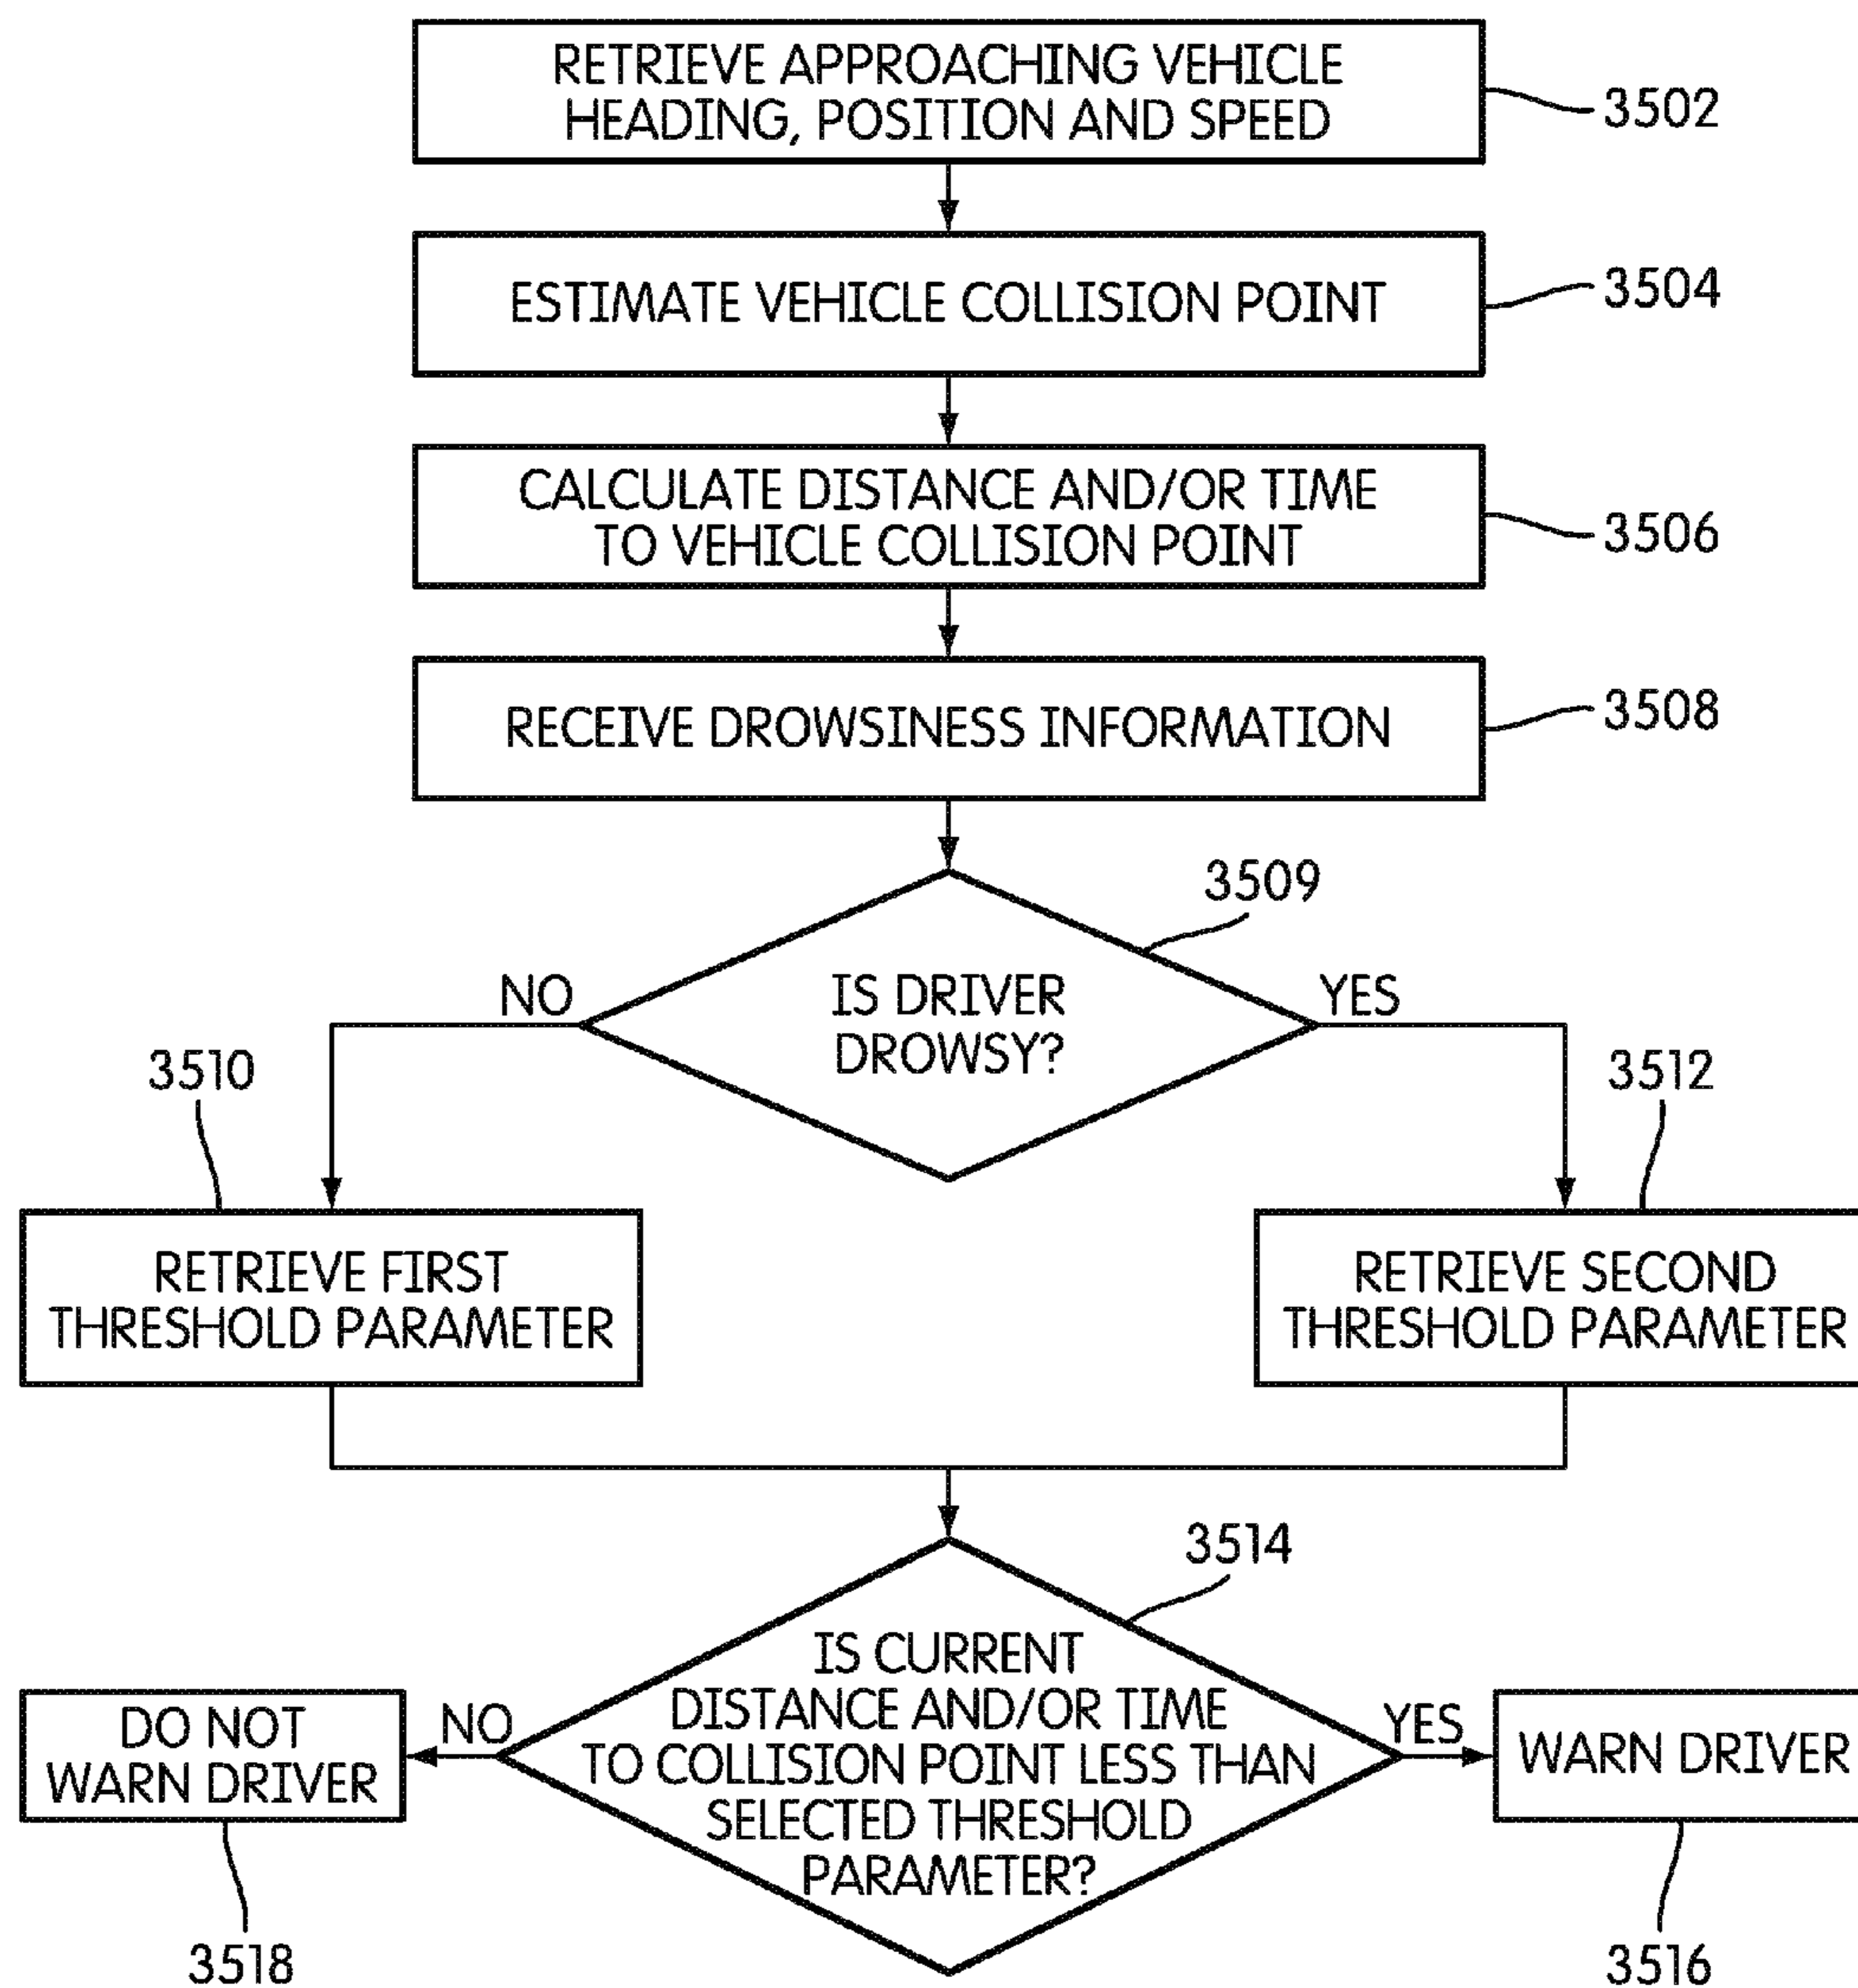 RETRIEVE APPROACHING VEHICLE
HEADING, POSITION AND SPEED
3502
ESTIMATE VEHICLE COLLISION POINT
3504
CALCULATE DISTANCE AND/OR TIME
TO VEHICLE COLLISION POINT
3506
RECEIVE DROWSINESS INFORMATION
3508
3509
IS DRIVER
DROWSY?
NO
YES
3510
3512
RETRIEVE FIRST
THRESHOLD PARAMETER
RETRIEVE SECOND
THRESHOLD PARAMETER
3514
IS CURRENT
DISTANCE AND/OR TIME
TO COLLISION POINT LESS THAN
SELECTED THRESHOLD
PARAMETER?
NO
YES
DO NOT
WARN DRIVER
WARN DRIVER
3518
3516